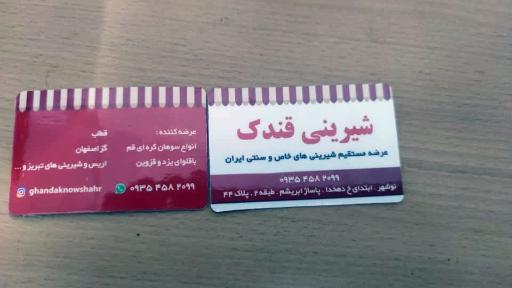 شیرینی قندک
عرضه مستقیم شیرینی های خاص و سنتی ایران
۰۹۳۵ ۴۵۸ ۲۰۹۹
نوشهر . ابتدای خ دهخدا . پاساژ ابریشم . طبقه ۲ . پلاک ۴۴
عرضه کننده :
انواع سوهان کره ای قم
باقلوای یزد و قزوین
قطاب
گز اصفهان
اریس و شیرینی های تبریز و ...
۰۹۳۵ ۴۵۸ ۲۰۹۹
ghandaknowshahr